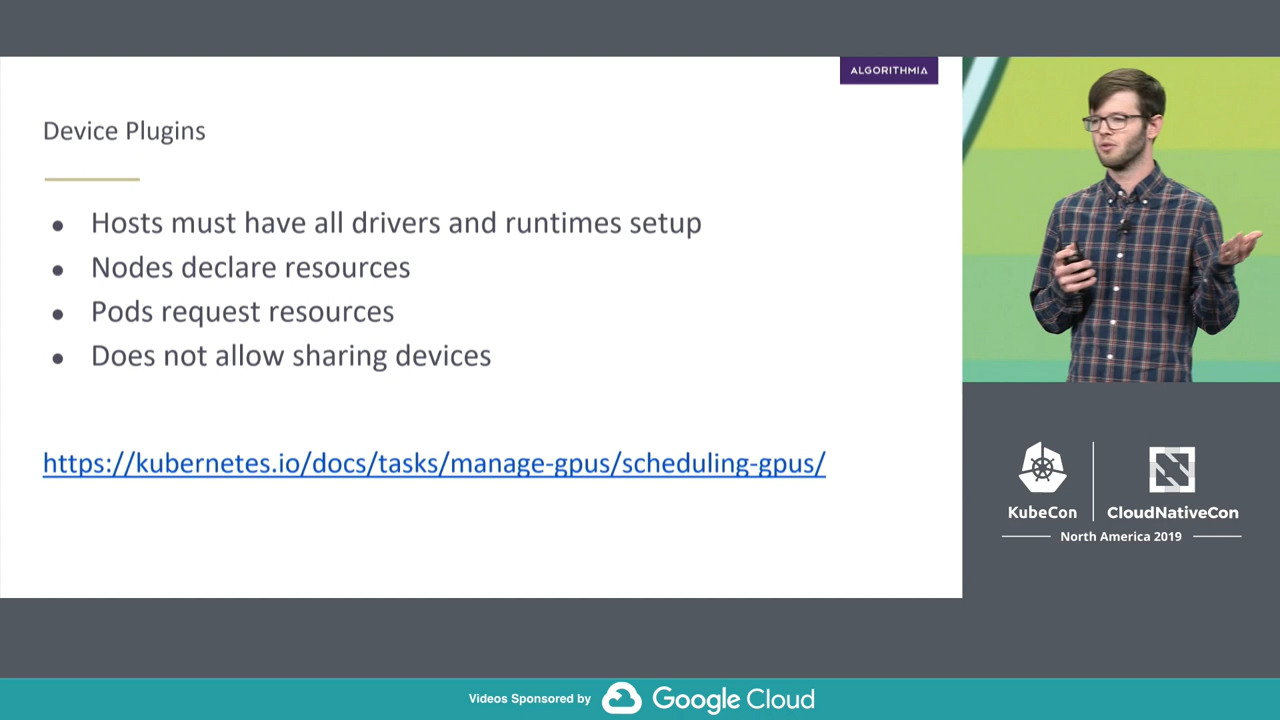 ALGORITHMIA
Device Plugins
● Hosts must have all drivers and runtimes setup
● Nodes declare resources
● Pods request resources
● Does not allow sharing devices
https://kubernetes.io/docs/tasks/manage-gpus/scheduling-gpus/
KubeCon
CloudNativeCon
North America 2019
Videos Sponsored by
Google Cloud